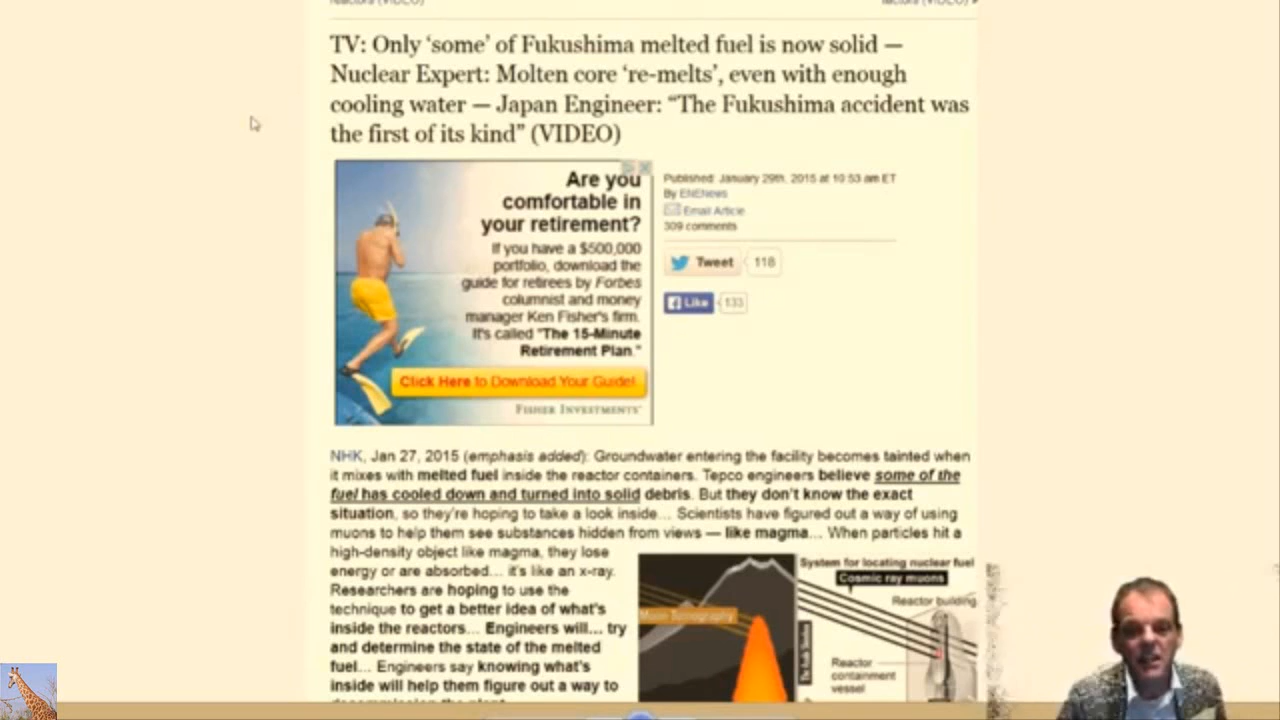 reactors (VIDEO)
factors (VIDEO)
TV: Only ‘some’ of Fukushima melted fuel is now solid —
Nuclear Expert: Molten core ‘re-melts’, even with enough
cooling water — Japan Engineer: “The Fukushima accident was
the first of its kind” (VIDEO)
Are you
comfortable in
your retirement?
If you have a $500,000
portfolio, download the
guide for retirees by Forbes
columnist and money
manager Ken Fisher's firm.
It's called "The 15-Minute
Retirement Plan."
Click Here to Download Your Guide!
FISHER INVESTMENTS
Published: January 29th, 2015 at 10:53 am ET
By ENENews
Email Article
309 comments
Tweet 118
Like 133
NHK, Jan 27, 2015 (emphasis added): Groundwater entering the facility becomes tainted when
it mixes with melted fuel inside the reactor containers. Tepco engineers believe some of the
fuel has cooled down and turned into solid debris. But they don't know the exact
situation, so they're hoping to take a look inside... Scientists have figured out a way of using
muons to help them see substances hidden from views — like magma... When particles hit a
high-density object like magma, they lose
energy or are absorbed... it's like an x-ray.
Researchers are hoping to use the
technique to get a better idea of what's
inside the reactors... Engineers will... try
and determine the state of the melted
fuel... Engineers say knowing what's
inside will help them figure out a way to
Muon Tomography
System for locating nuclear fuel
Cosmic ray muons
Reactor building
Reactor
containment
vessel